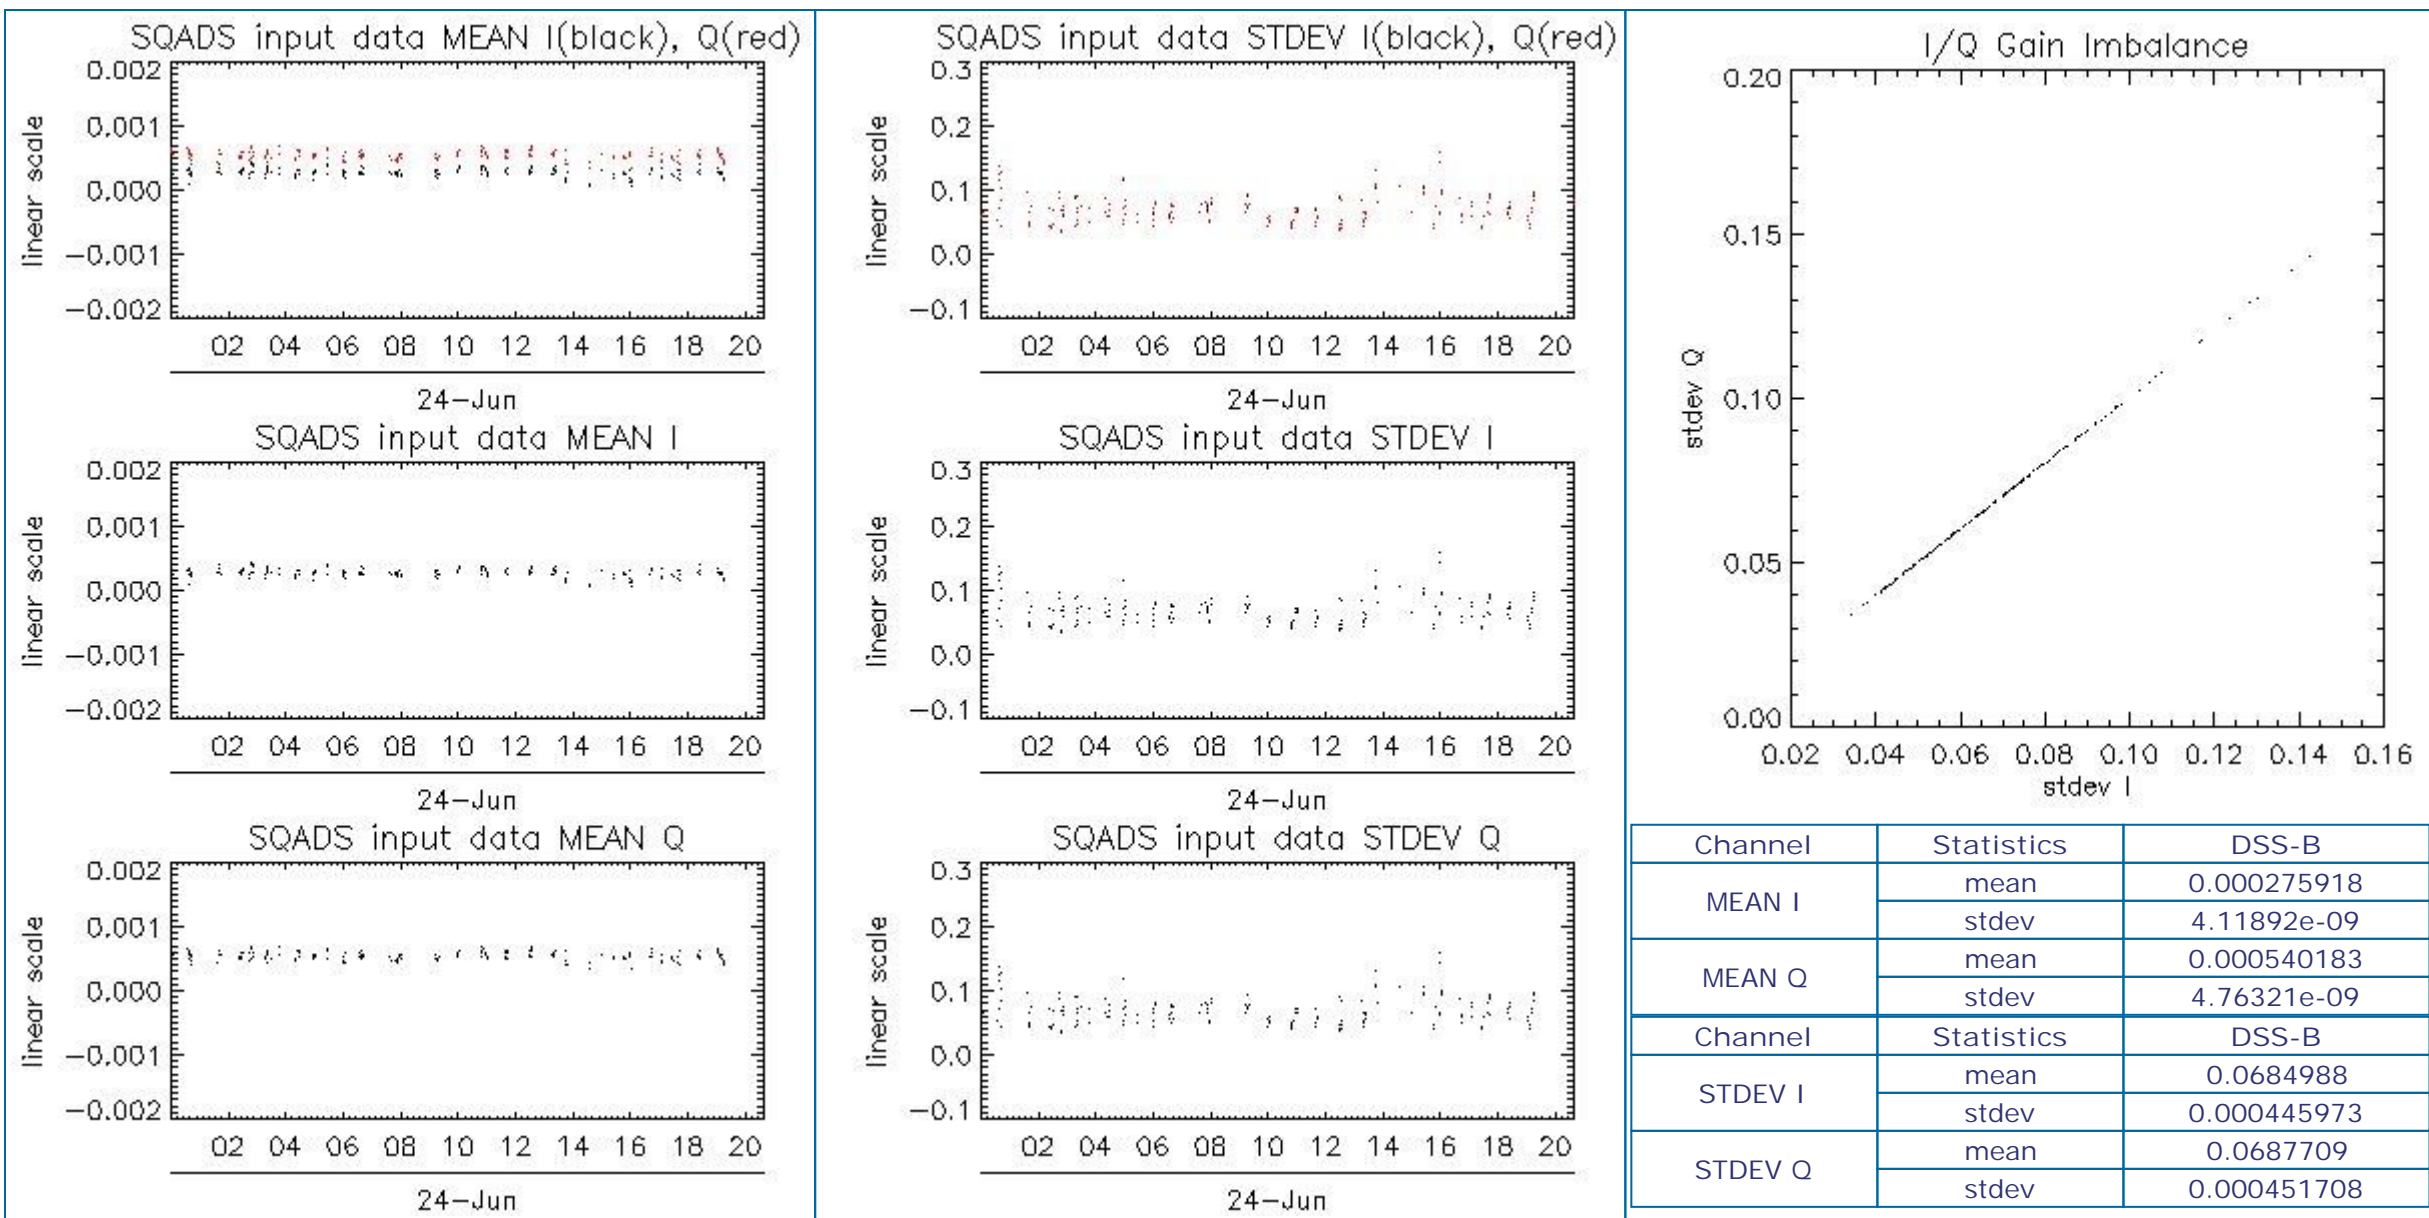 SQADS input data MEAN I(black), Q(red)
0.002
0.001
0.000
−0.001
−0.002
linear scale
02 04 06 08 10 12 14 16 18 20
24−Jun
SQADS input data MEAN I
0.002
0.001
0.000
−0.001
−0.002
linear scale
02 04 06 08 10 12 14 16 18 20
24−Jun
SQADS input data MEAN Q
0.002
0.001
0.000
−0.001
−0.002
linear scale
02 04 06 08 10 12 14 16 18 20
24−Jun
SQADS input data STDEV I(black), Q(red)
0.3
0.2
0.1
0.0
−0.1
linear scale
02 04 06 08 10 12 14 16 18 20
24−Jun
SQADS input data STDEV I
0.3
0.2
0.1
0.0
−0.1
linear scale
02 04 06 08 10 12 14 16 18 20
24−Jun
SQADS input data STDEV Q
0.3
0.2
0.1
0.0
−0.1
linear scale
02 04 06 08 10 12 14 16 18 20
24−Jun
I/Q Gain Imbalance
0.20
0.15
0.10
0.05
0.00
stdev Q
0.02 0.04 0.06 0.08 0.10 0.12 0.14 0.16
stdev I
Channel Statistics DSS-B
MEAN I mean 0.000275918
stdev 4.11892e-09
MEAN Q mean 0.000540183
stdev 4.76321e-09
Channel Statistics DSS-B
STDEV I mean 0.0684988
stdev 0.000445973
STDEV Q mean 0.0687709
stdev 0.000451708